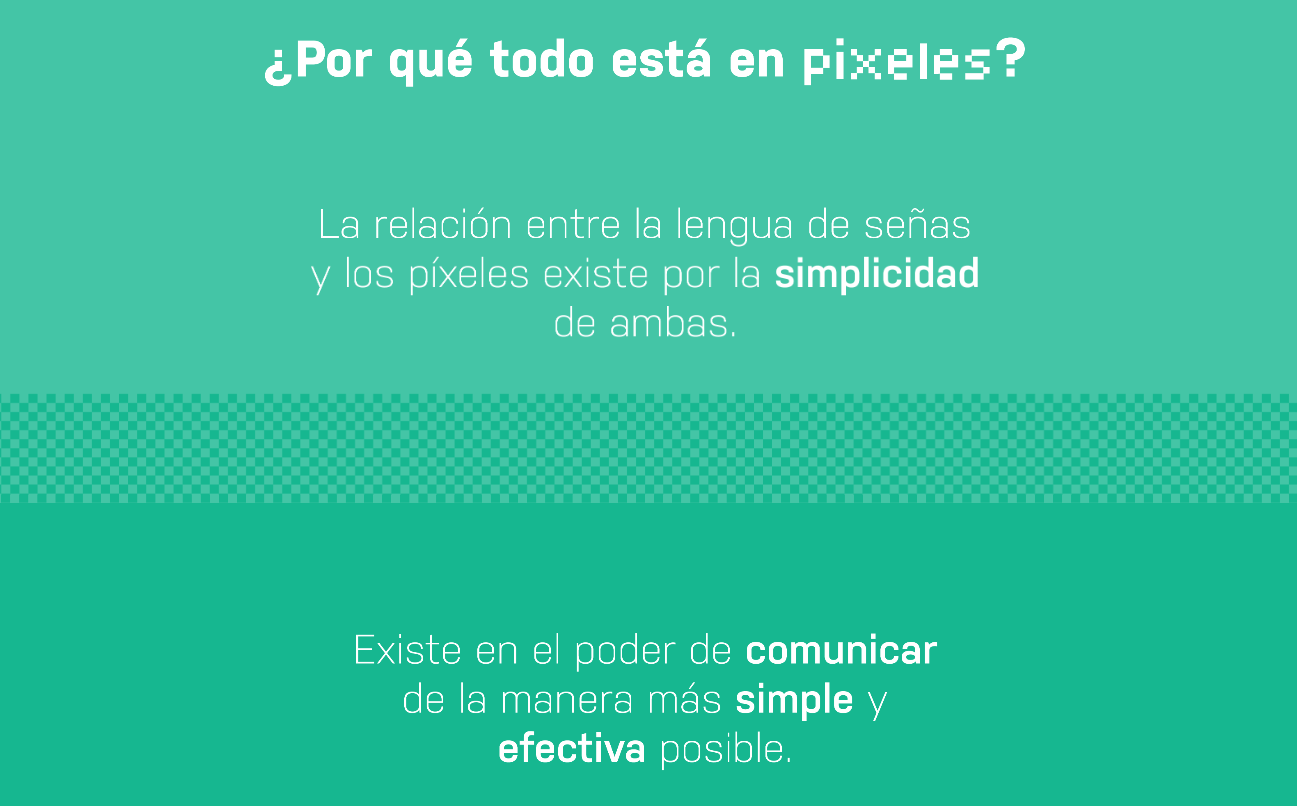 ¿Por qué todo está en pixeles?
La relación entre la lengua de señas
y los píxeles existe por la simplicidad
de ambas.
Existe en el poder de comunicar
de la manera más simple y
efectiva posible.